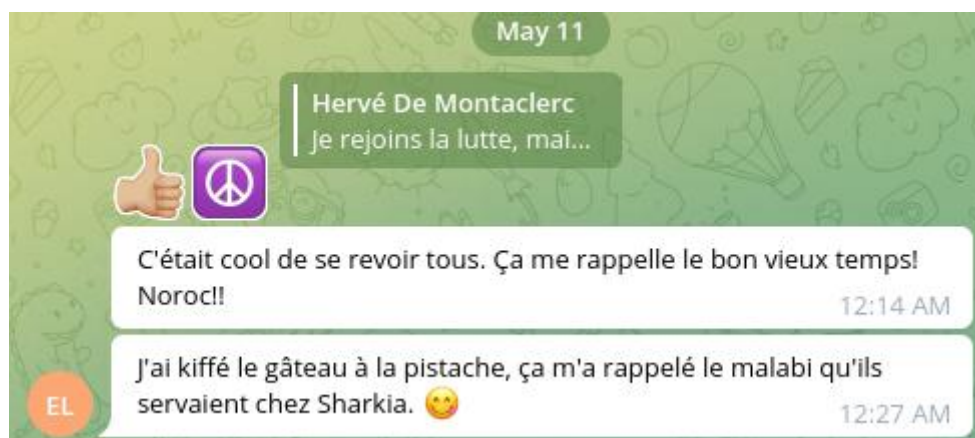 May 11
Hervé De Montaclerc
Je rejoins la lutte, mai...
C'était cool de se revoir tous. Ça me rappelle le bon vieux temps!
Noroc!!
12:14 AM
J'ai kiffé le gâteau à la pistache, ça m'a rappelé le malabi qu'ils
servaient chez Sharkia. 😋
12:27 AM
EL